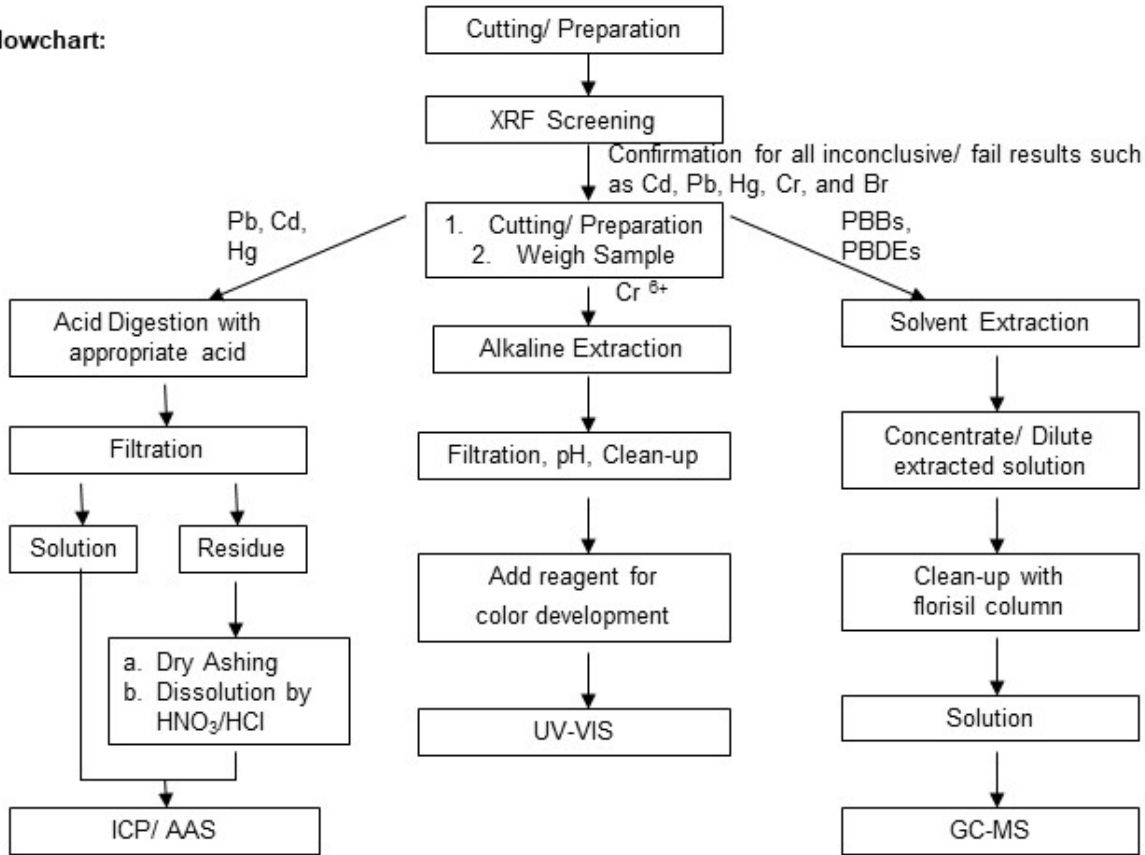 lowchart:
Cutting/ Preparation
XRF Screening
Confirmation for all inconclusive/ fail results such
as Cd, Pb, Hg, Cr, and Br
Pb, Cd,
Hg
1. Cutting/ Preparation
2. Weigh Sample
PBBs,
PBDEs
Cr 6+
Acid Digestion with
appropriate acid
Alkaline Extraction
Solvent Extraction
Filtration
Filtration, pH, Clean-up
Concentrate/ Dilute
extracted solution
Solution
Residue
Add reagent for
color development
Clean-up with
florisil column
a. Dry Ashing
b. Dissolution by
HNO₃/HCl
UV-VIS
Solution
ICP/ AAS
GC-MS